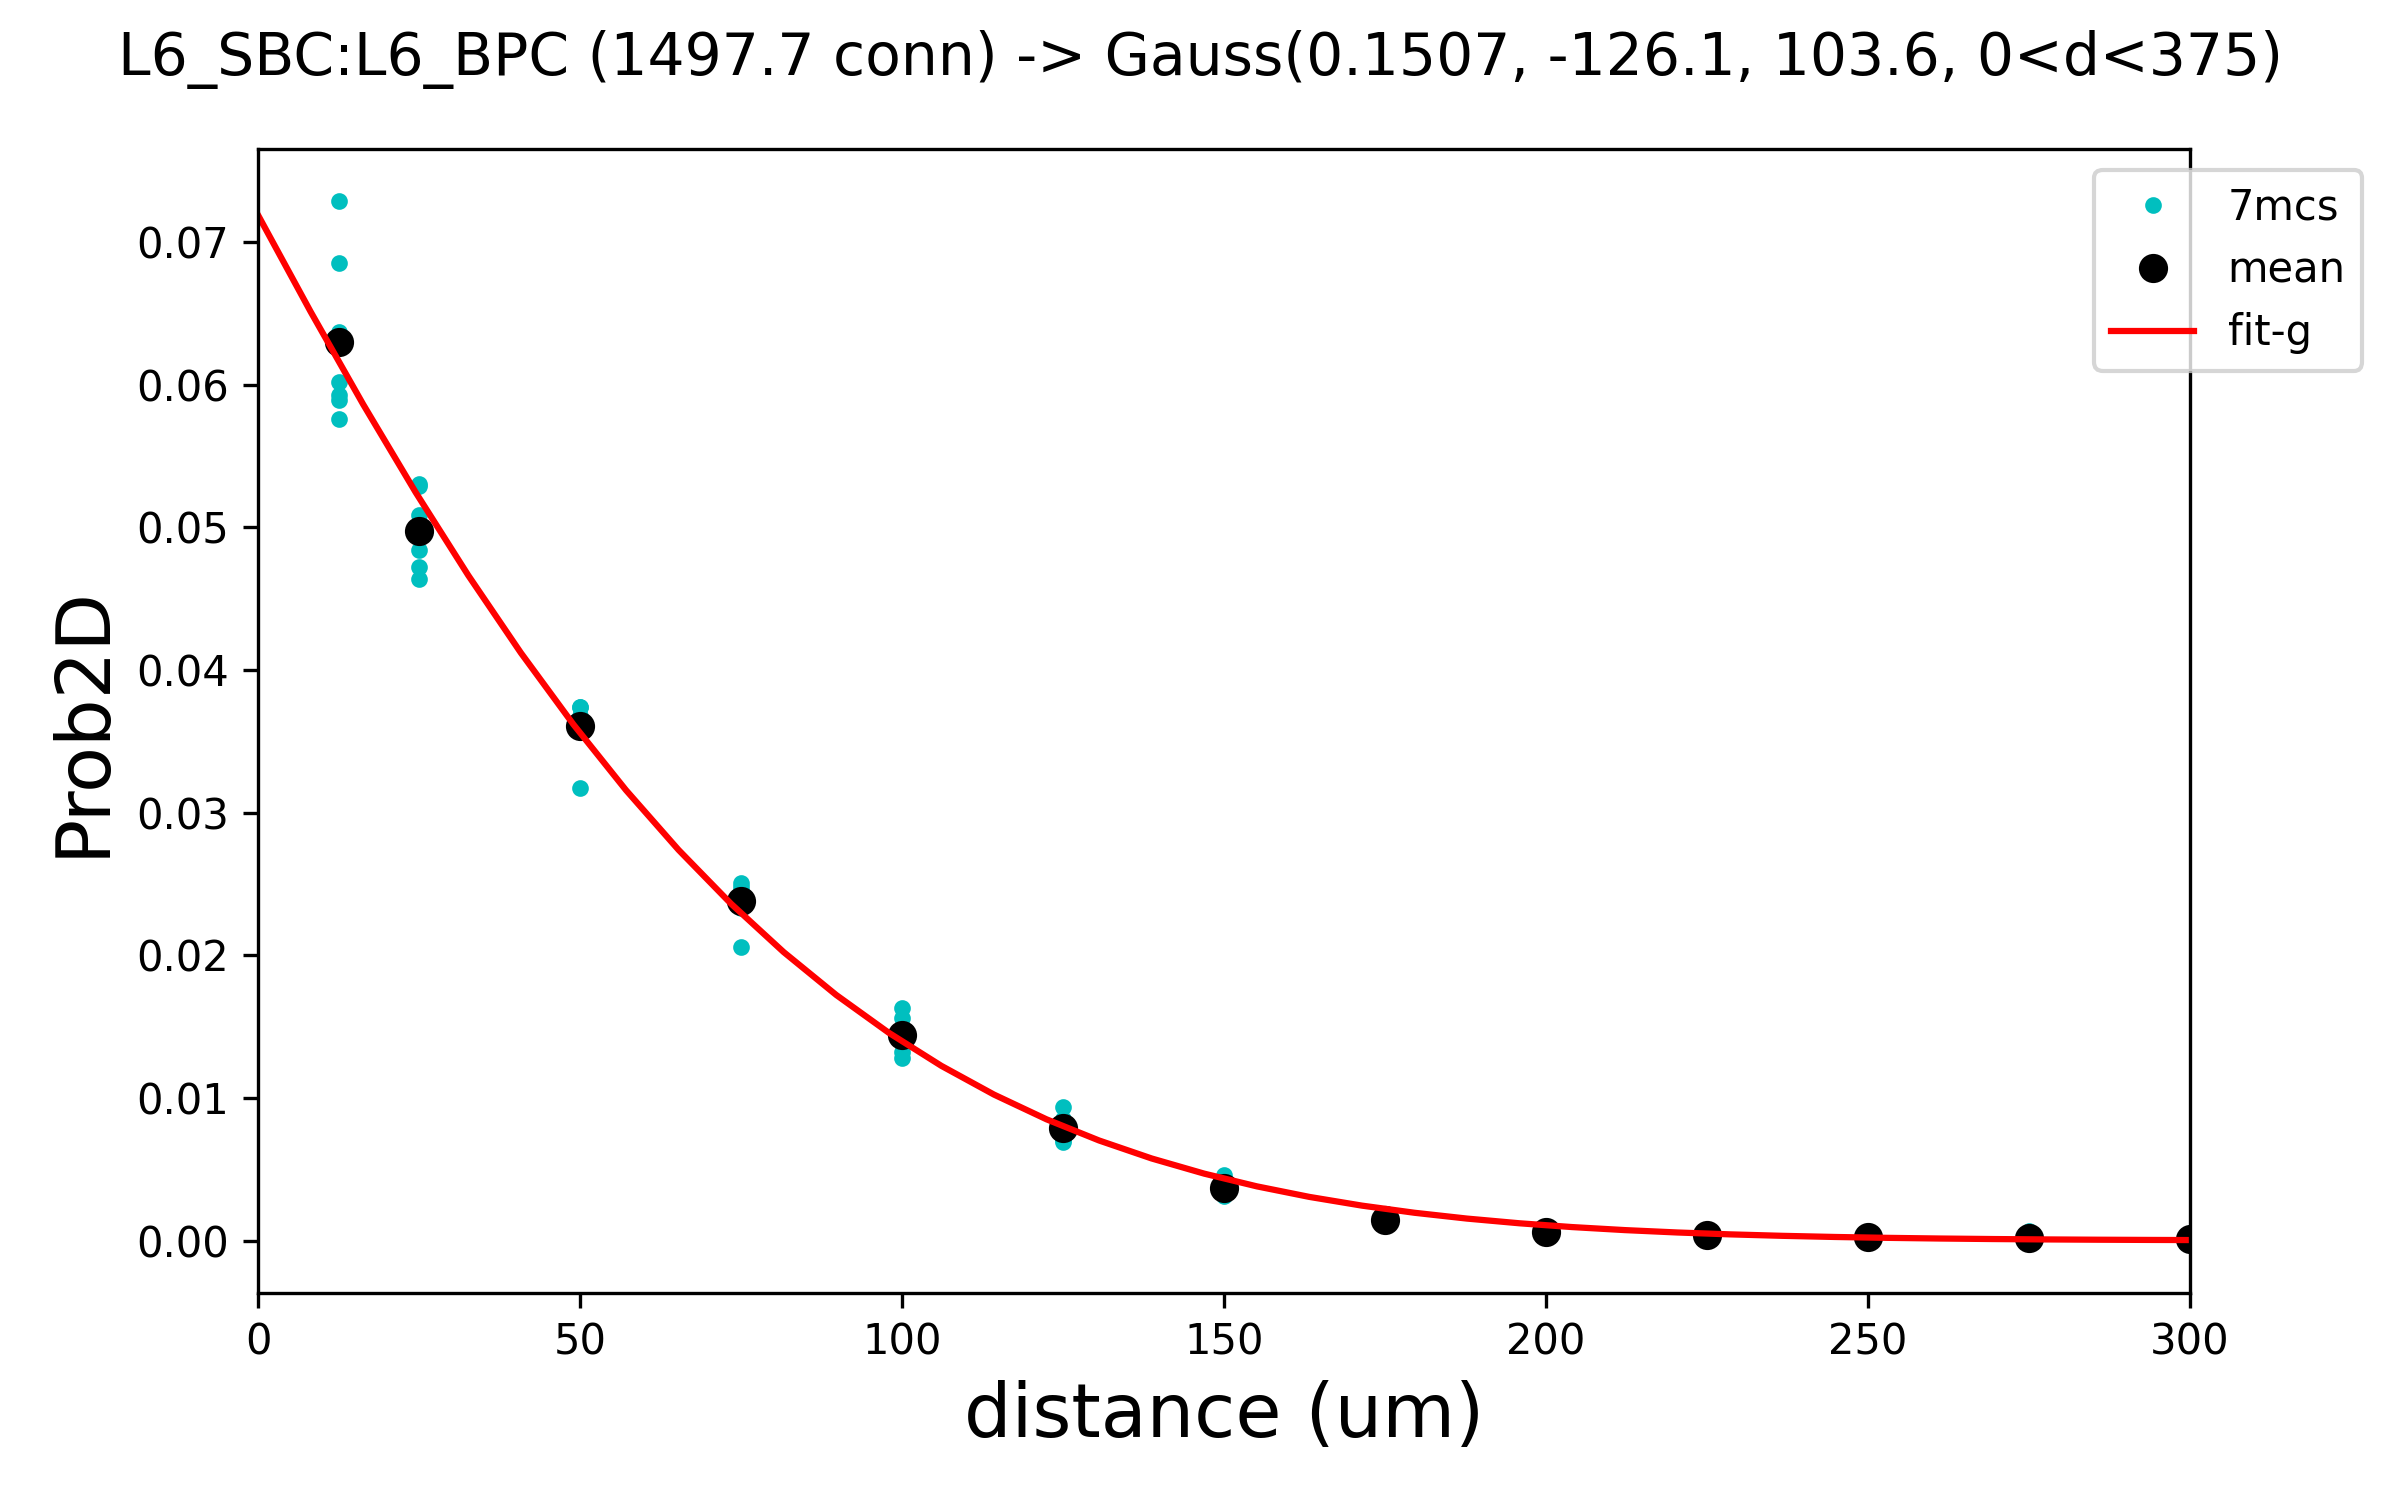 L6_SBC:L6_BPC (1497.7 conn) -> Gauss(0.1507, -126.1, 103.6, 0<d<375)
7mcs
mean
fit-g
Prob2D
0.07
0.06
0.05
0.04
0.03
0.02
0.01
0.00
0 50 100 150 200 250 300
distance (um)